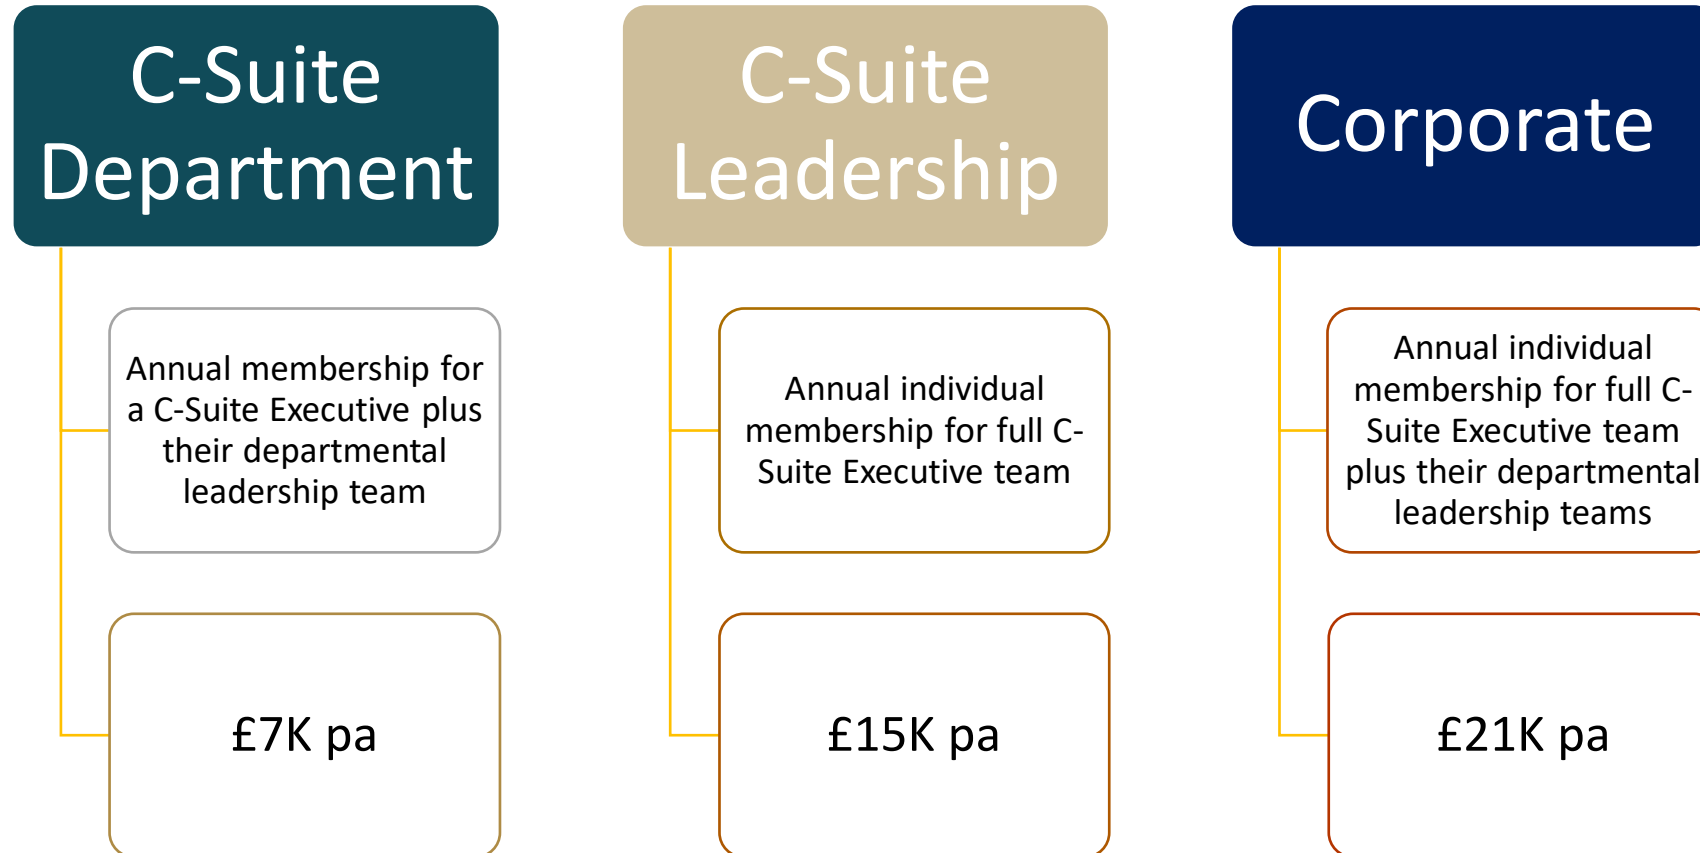 C-Suite
Department
Annual membership for
a C-Suite Executive plus
their departmental
leadership team
£7K pa
C-Suite
Leadership
Annual individual
membership for full C-
Suite Executive team
£15K pa
Corporate
Annual individual
membership for full C-
Suite Executive team
plus their departmental
leadership teams
£21K pa